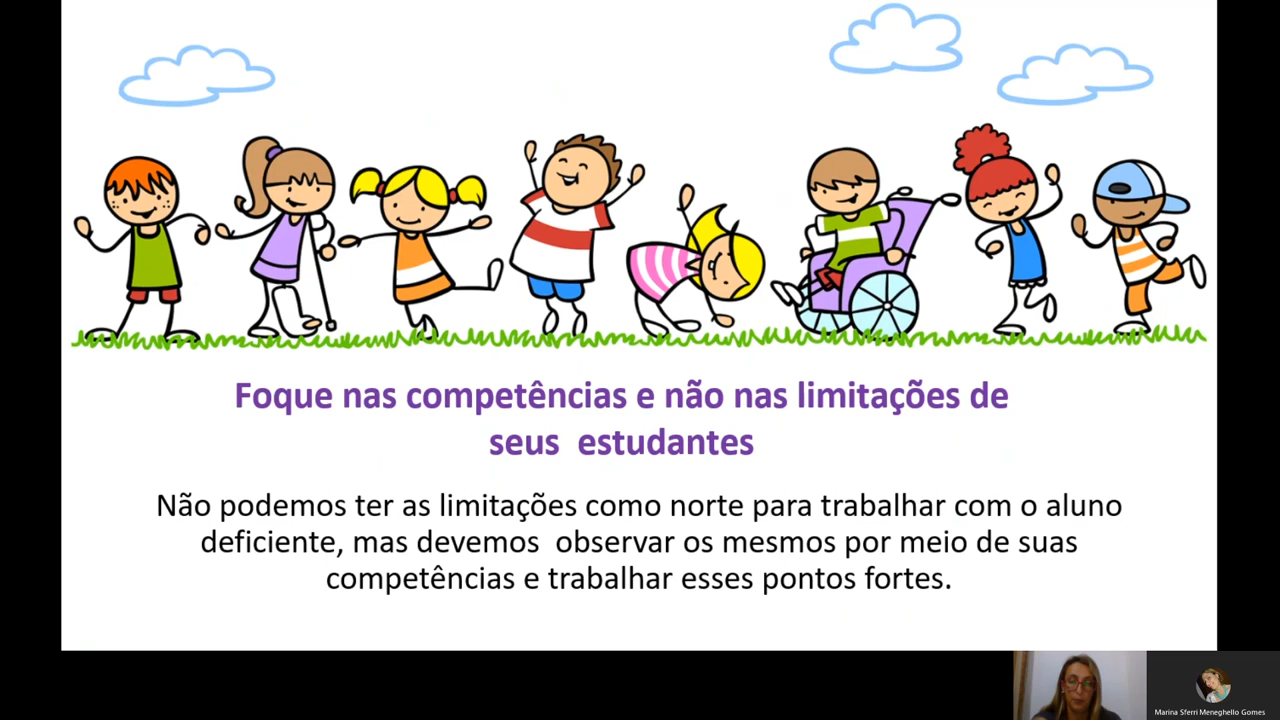 Foque nas competências e não nas limitações de
seus estudantes
Não podemos ter as limitações como norte para trabalhar com o aluno
deficiente, mas devemos observar os mesmos por meio de suas
competências e trabalhar esses pontos fortes.
Marina Sferri Meneghello Gomes